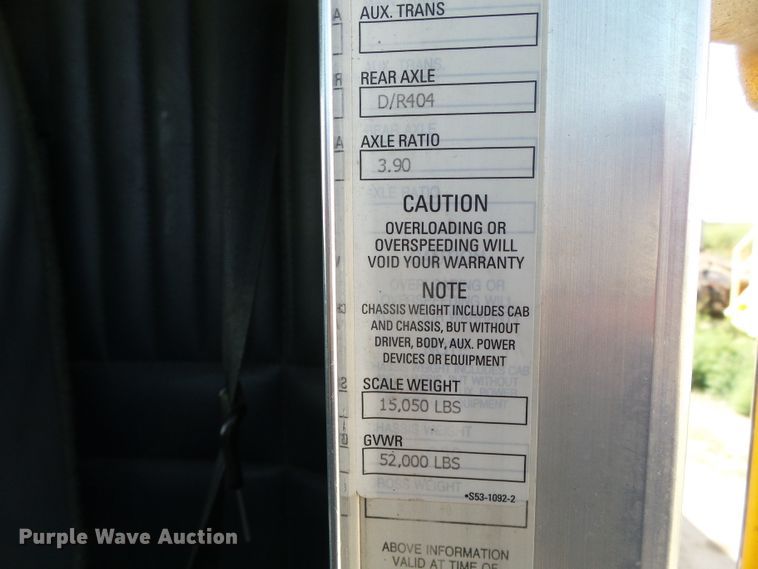 AUX. TRANS
REAR AXLE
D/R404
AXLE RATIO
3.90
CAUTION
OVERLOADING OR
OVERSPEEDING WILL
VOID YOUR WARRANTY
NOTE
CHASSIS WEIGHT INCLUDES CAB
AND CHASSIS, BUT WITHOUT
DRIVER, BODY, AUX. POWER
DEVICES OR EQUIPMENT
SCALE WEIGHT
15,050 LBS
GVWR
52,000 LBS
•S53-1092-2
ABOVE INFORMATION
VALID AT TIME OF
Purple Wave Auction